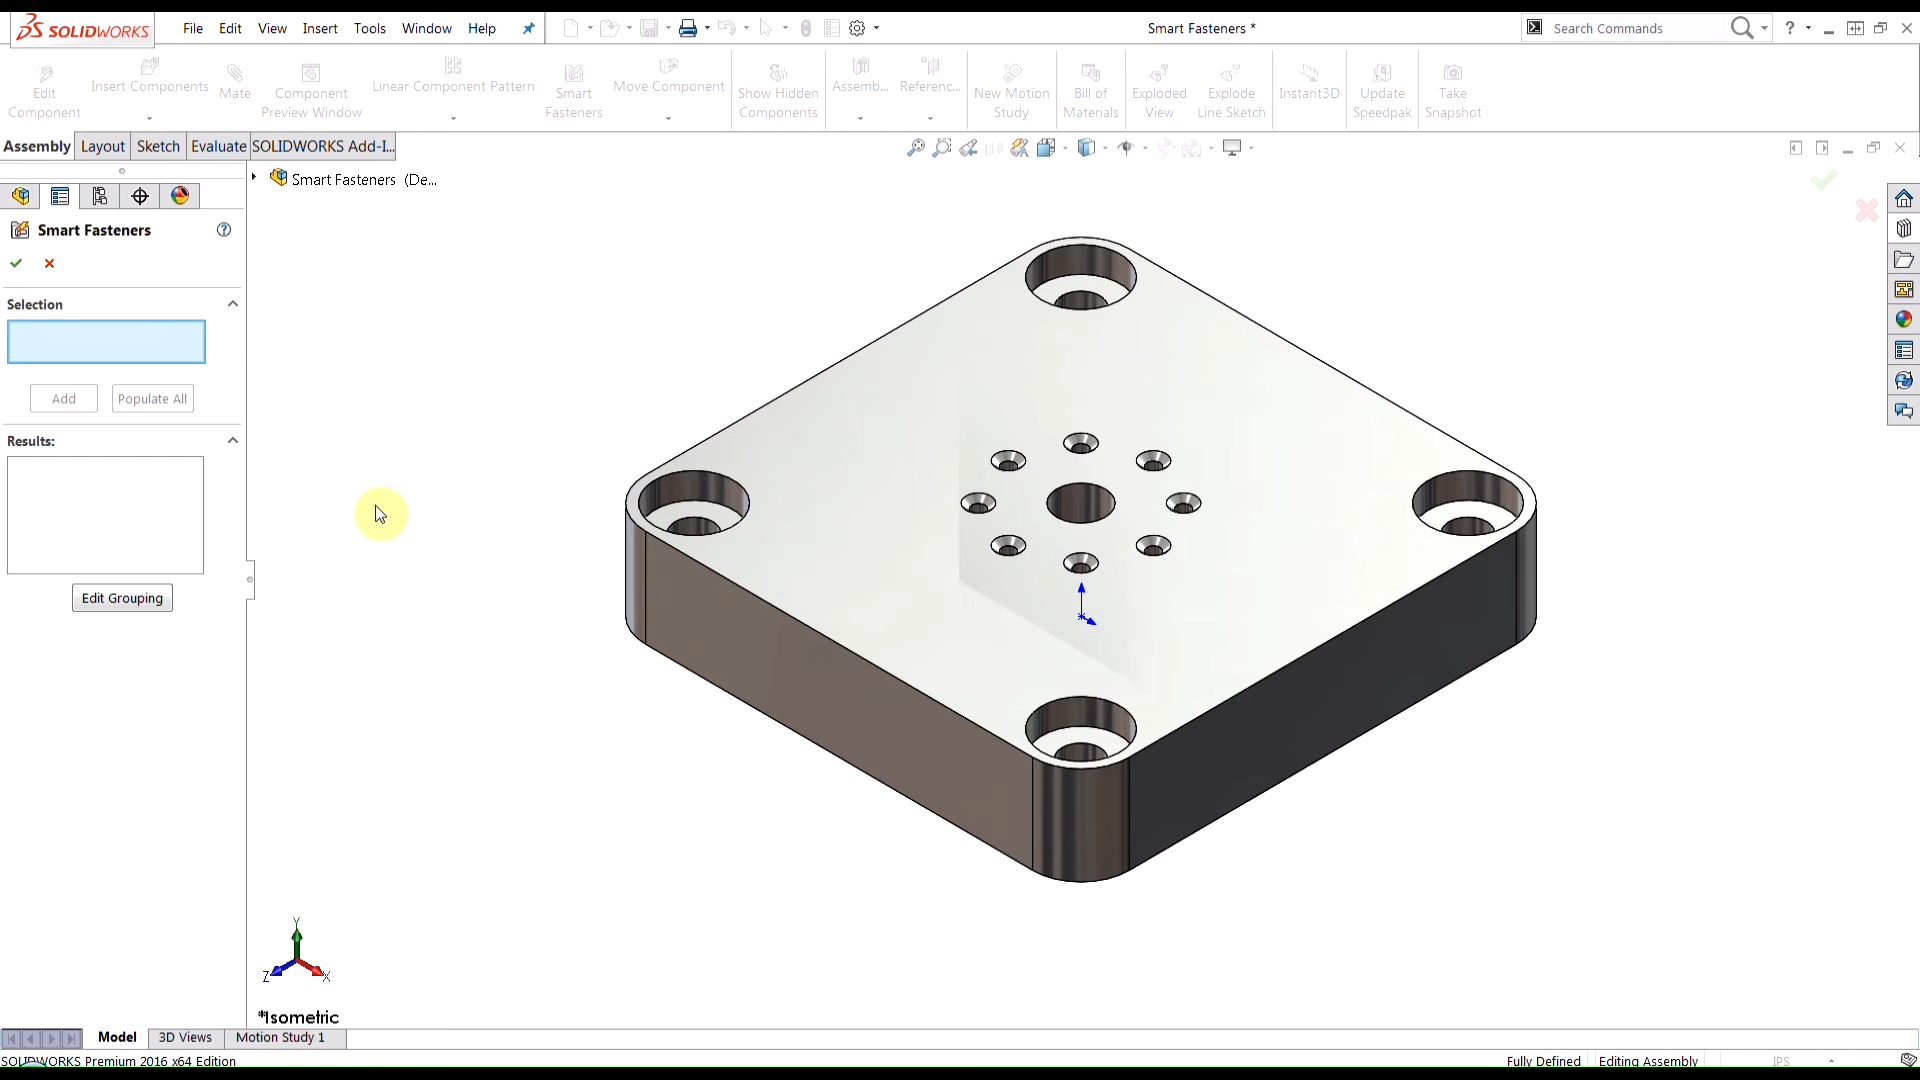 SOLIDWORKS File Edit View Insert Tools Window Help Smart Fasteners * Search Commands ?
Edit Component Insert Components Mate Component Preview Window Linear Component Pattern Smart Fasteners Move Component Show Hidden Components Assemb... Referenc... New Motion Study Bill of Materials Exploded View Explode Line Sketch Instant3D Update Speedpak Take Snapshot
Assembly Layout Sketch Evaluate SOLIDWORKS Add-I...
Smart Fasteners (De...
Smart Fasteners ?
Selection
Add Populate All
Results:
Edit Grouping
Y
Z X
*Isometric
Model 3D Views Motion Study 1
SOLIDWORKS Premium 2016 x64 Edition Fully Defined Editing Assembly IPS